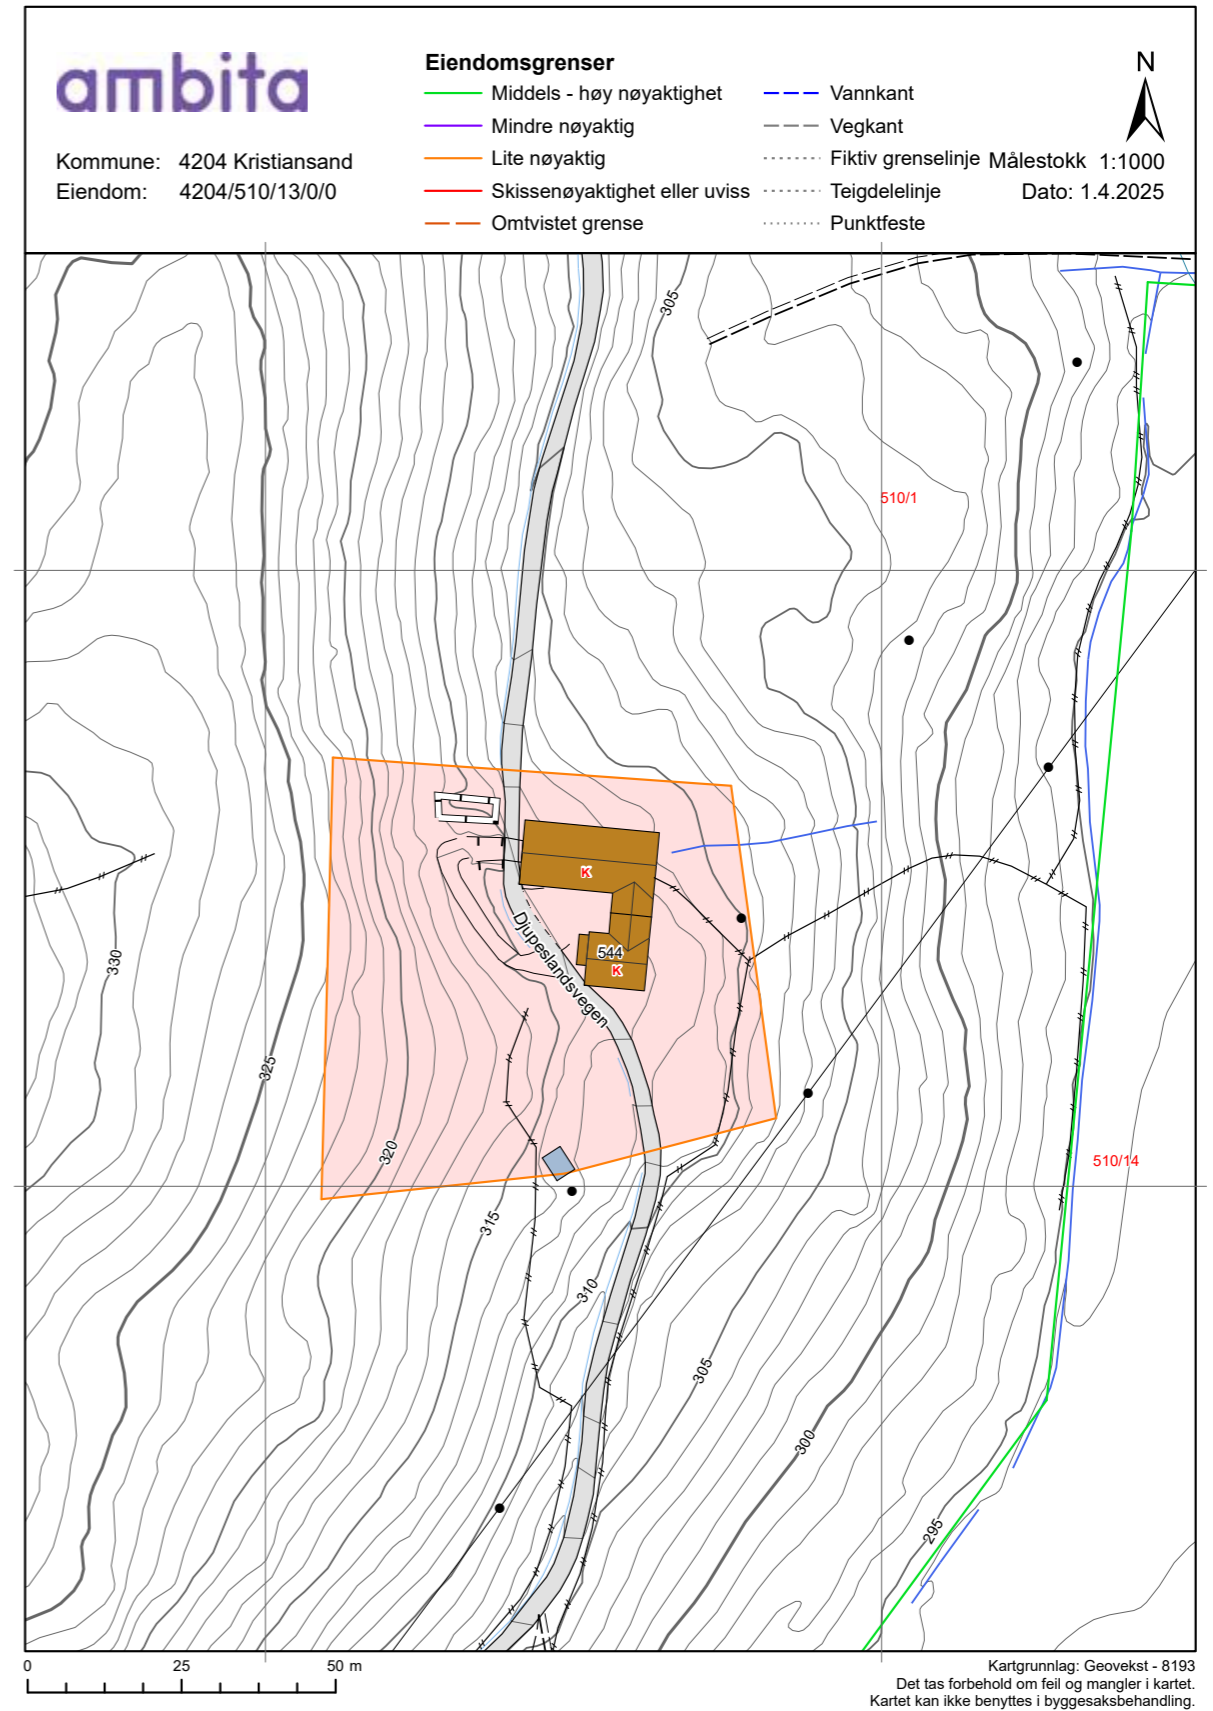 ambita
Kommune: 4204 Kristiansand
Eiendom: 4204/510/13/0/0
Eiendomsgrenser
Middels - høy nøyaktighet
Mindre nøyaktig
Lite nøyaktig
Skissenøyaktighet eller uviss
Omtvistet grense
Vannkant
Vegkant
Fiktiv grenselinje
Teigdelelinje
Punktfeste
N
Målestokk 1:1000
Dato: 1.4.2025
305
510/1
K
544
K
Djupeslandsvegen
330
325
320
315
310
305
300
295
510/14
0 25 50 m
Kartgrunnlag: Geovekst - 8193
Det tas forbehold om feil og mangler i kartet.
Kartet kan ikke benyttes i byggesaksbehandling.